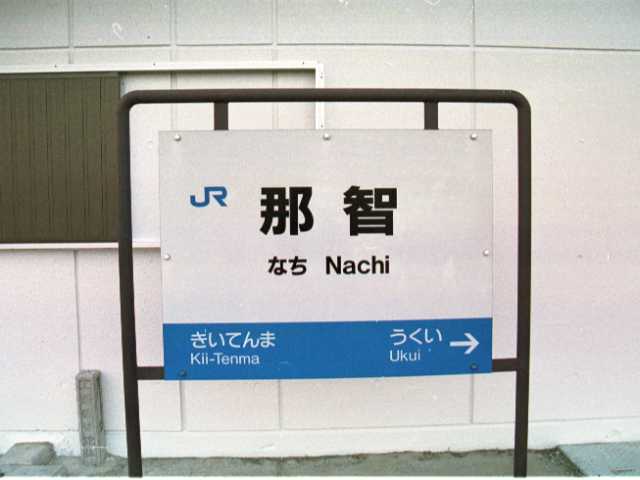 JR 那智
なち Nachi
きいてんま うくい →
Kii-Tenma Ukui